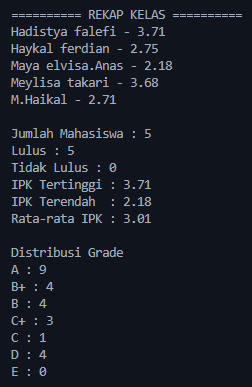 ========== REKAP KELAS ==========
Hadistya falefi - 3.71
Haykal ferdian - 2.75
Maya elvisa.Anas - 2.18
Meylisa takari - 3.68
M.Haikal - 2.71

Jumlah Mahasiswa : 5
Lulus : 5
Tidak Lulus : 0
IPK Tertinggi : 3.71
IPK Terendah  : 2.18
Rata-rata IPK : 3.01

Distribusi Grade
A : 9
B+ : 4
B : 4
C+ : 3
C : 1
D : 4
E : 0